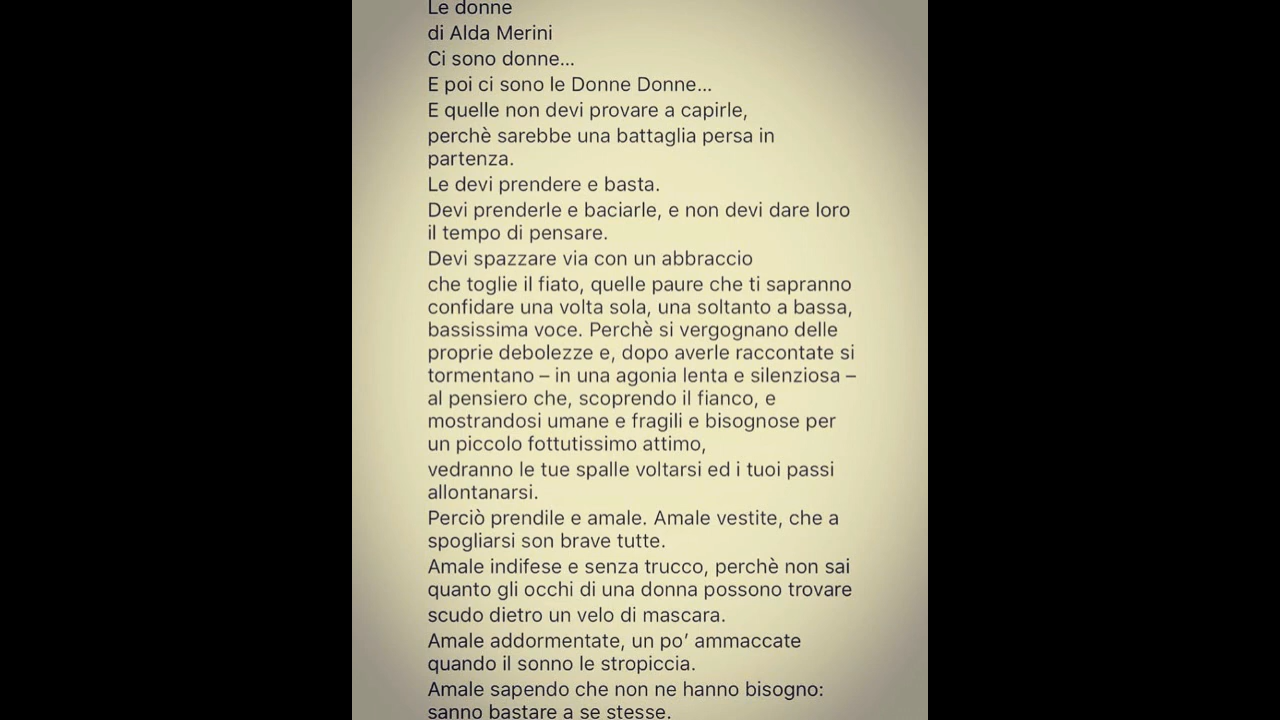 Le donne
di Alda Merini
Ci sono donne...
E poi ci sono le Donne Donne...
E quelle non devi provare a capirle,
perchè sarebbe una battaglia persa in
partenza.
Le devi prendere e basta.
Devi prenderle e baciarle, e non devi dare loro
il tempo di pensare.
Devi spazzare via con un abbraccio
che toglie il fiato, quelle paure che ti sapranno
confidare una volta sola, una soltanto a bassa,
bassissima voce. Perchè si vergognano delle
proprie debolezze e, dopo averle raccontate si
tormentano – in una agonia lenta e silenziosa –
al pensiero che, scoprendo il fianco, e
mostrandosi umane e fragili e bisognose per
un piccolo fottutissimo attimo,
vedranno le tue spalle voltarsi ed i tuoi passi
allontanarsi.
Perciò prendile e amale. Amale vestite, che a
spogliarsi son brave tutte.
Amale indifese e senza trucco, perchè non sai
quanto gli occhi di una donna possono trovare
scudo dietro un velo di mascara.
Amale addormentate, un po’ ammaccate
quando il sonno le stropiccia.
Amale sapendo che non ne hanno bisogno:
sanno bastare a se stesse.